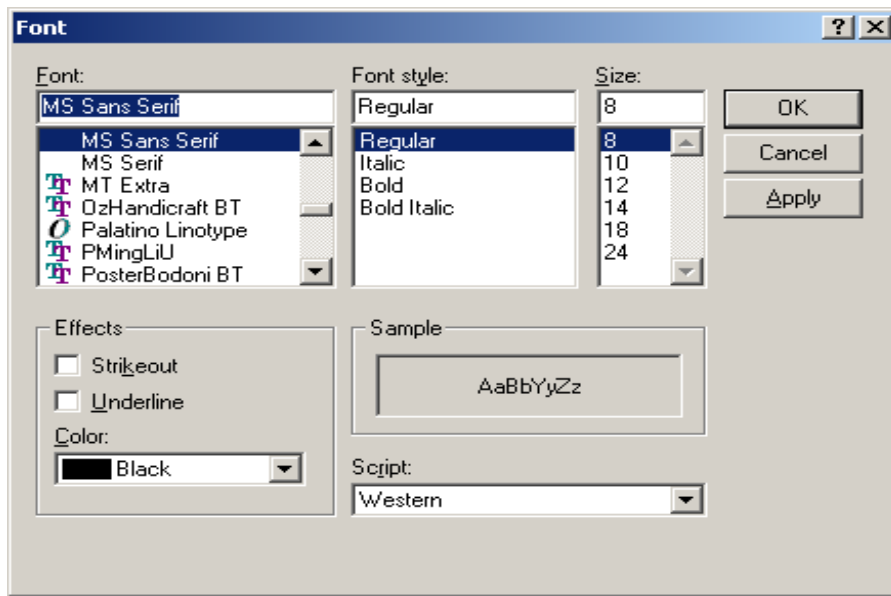 Font
Font:
MS Sans Serif
MS Sans Serif
MS Serif
MT Extra
OzHandicraft BT
Palatino Linotype
PMingLiU
PosterBodoni BT
Font style:
Regular
Regular
Italic
Bold
Bold Italic
Size:
8
8
10
12
14
18
24
OK
Cancel
Apply
Effects
Strikeout
Underline
Color:
Black
Sample
AaBbYyZz
Script:
Western